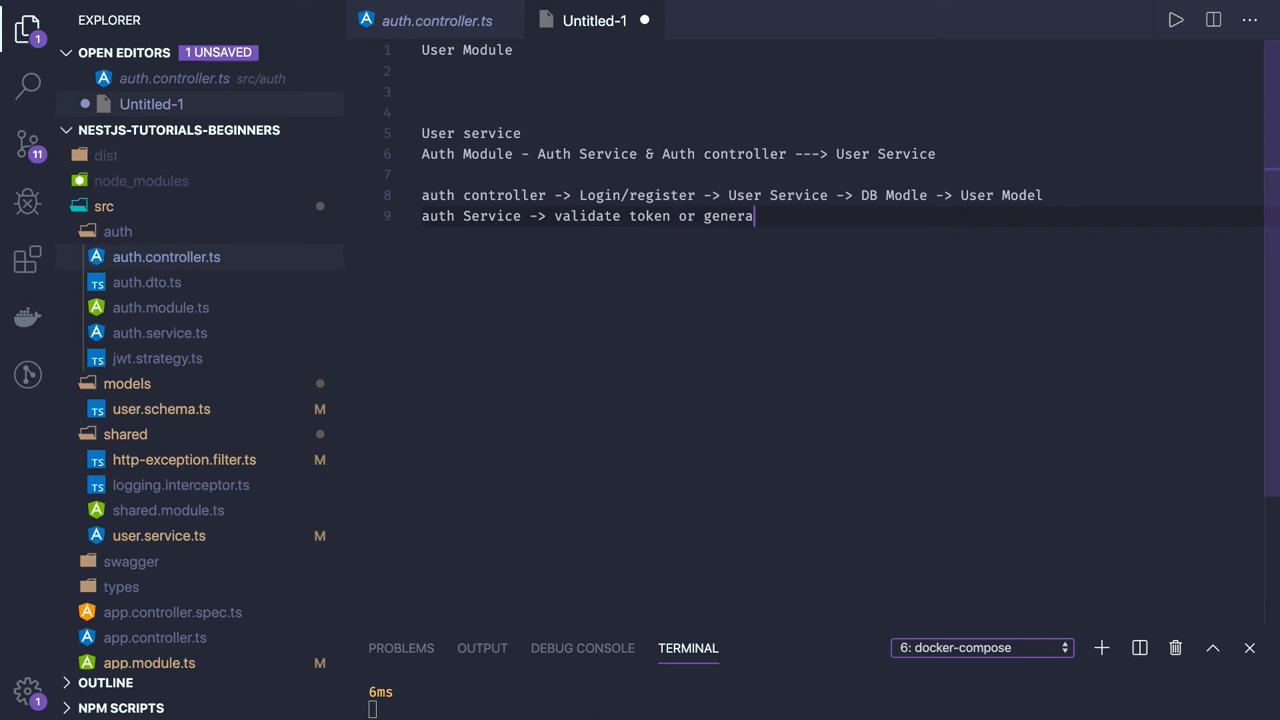 EXPLORER
auth.controller.ts
Untitled-1
OPEN EDITORS 1 UNSAVED
auth.controller.ts src/auth
Untitled-1
NESTJS-TUTORIALS-BEGINNERS
dist
node_modules
src
auth
auth.controller.ts
auth.dto.ts
auth.module.ts
auth.service.ts
jwt.strategy.ts
models
user.schema.ts M
shared
http-exception.filter.ts M
logging.interceptor.ts
shared.module.ts
user.service.ts M
swagger
types
app.controller.spec.ts
app.controller.ts
app.module.ts M
OUTLINE
NPM SCRIPTS
1
11
1
1 User Module
2
3
4
5 User service
6 Auth Module - Auth Service & Auth controller ---> User Service
7
8 auth controller -> Login/register -> User Service -> DB Modle -> User Model
9 auth Service -> validate token or genera
PROBLEMS OUTPUT DEBUG CONSOLE TERMINAL 6: docker-compose
6ms